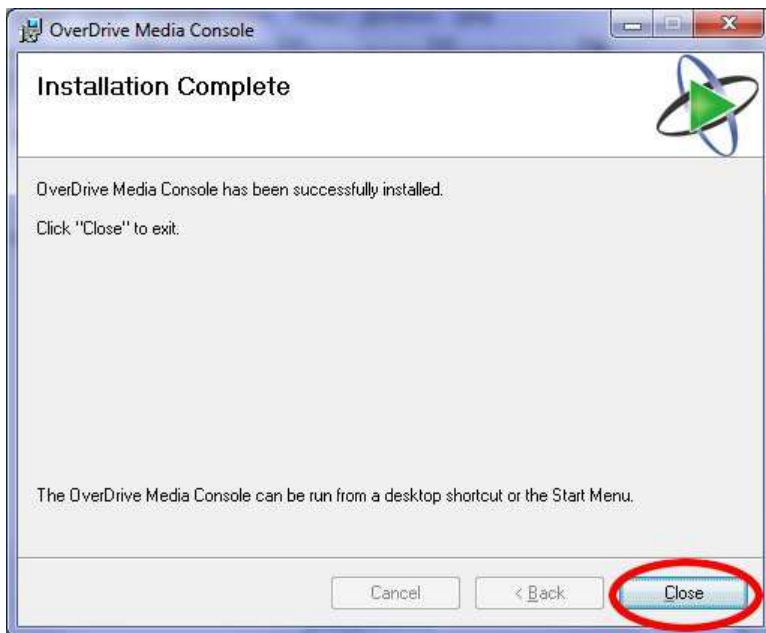 OverDrive Media Console
Installation Complete
OverDrive Media Console has been successfully installed.
Click "Close" to exit.
The OverDrive Media Console can be run from a desktop shortcut or the Start Menu.
Cancel
< Back
Close